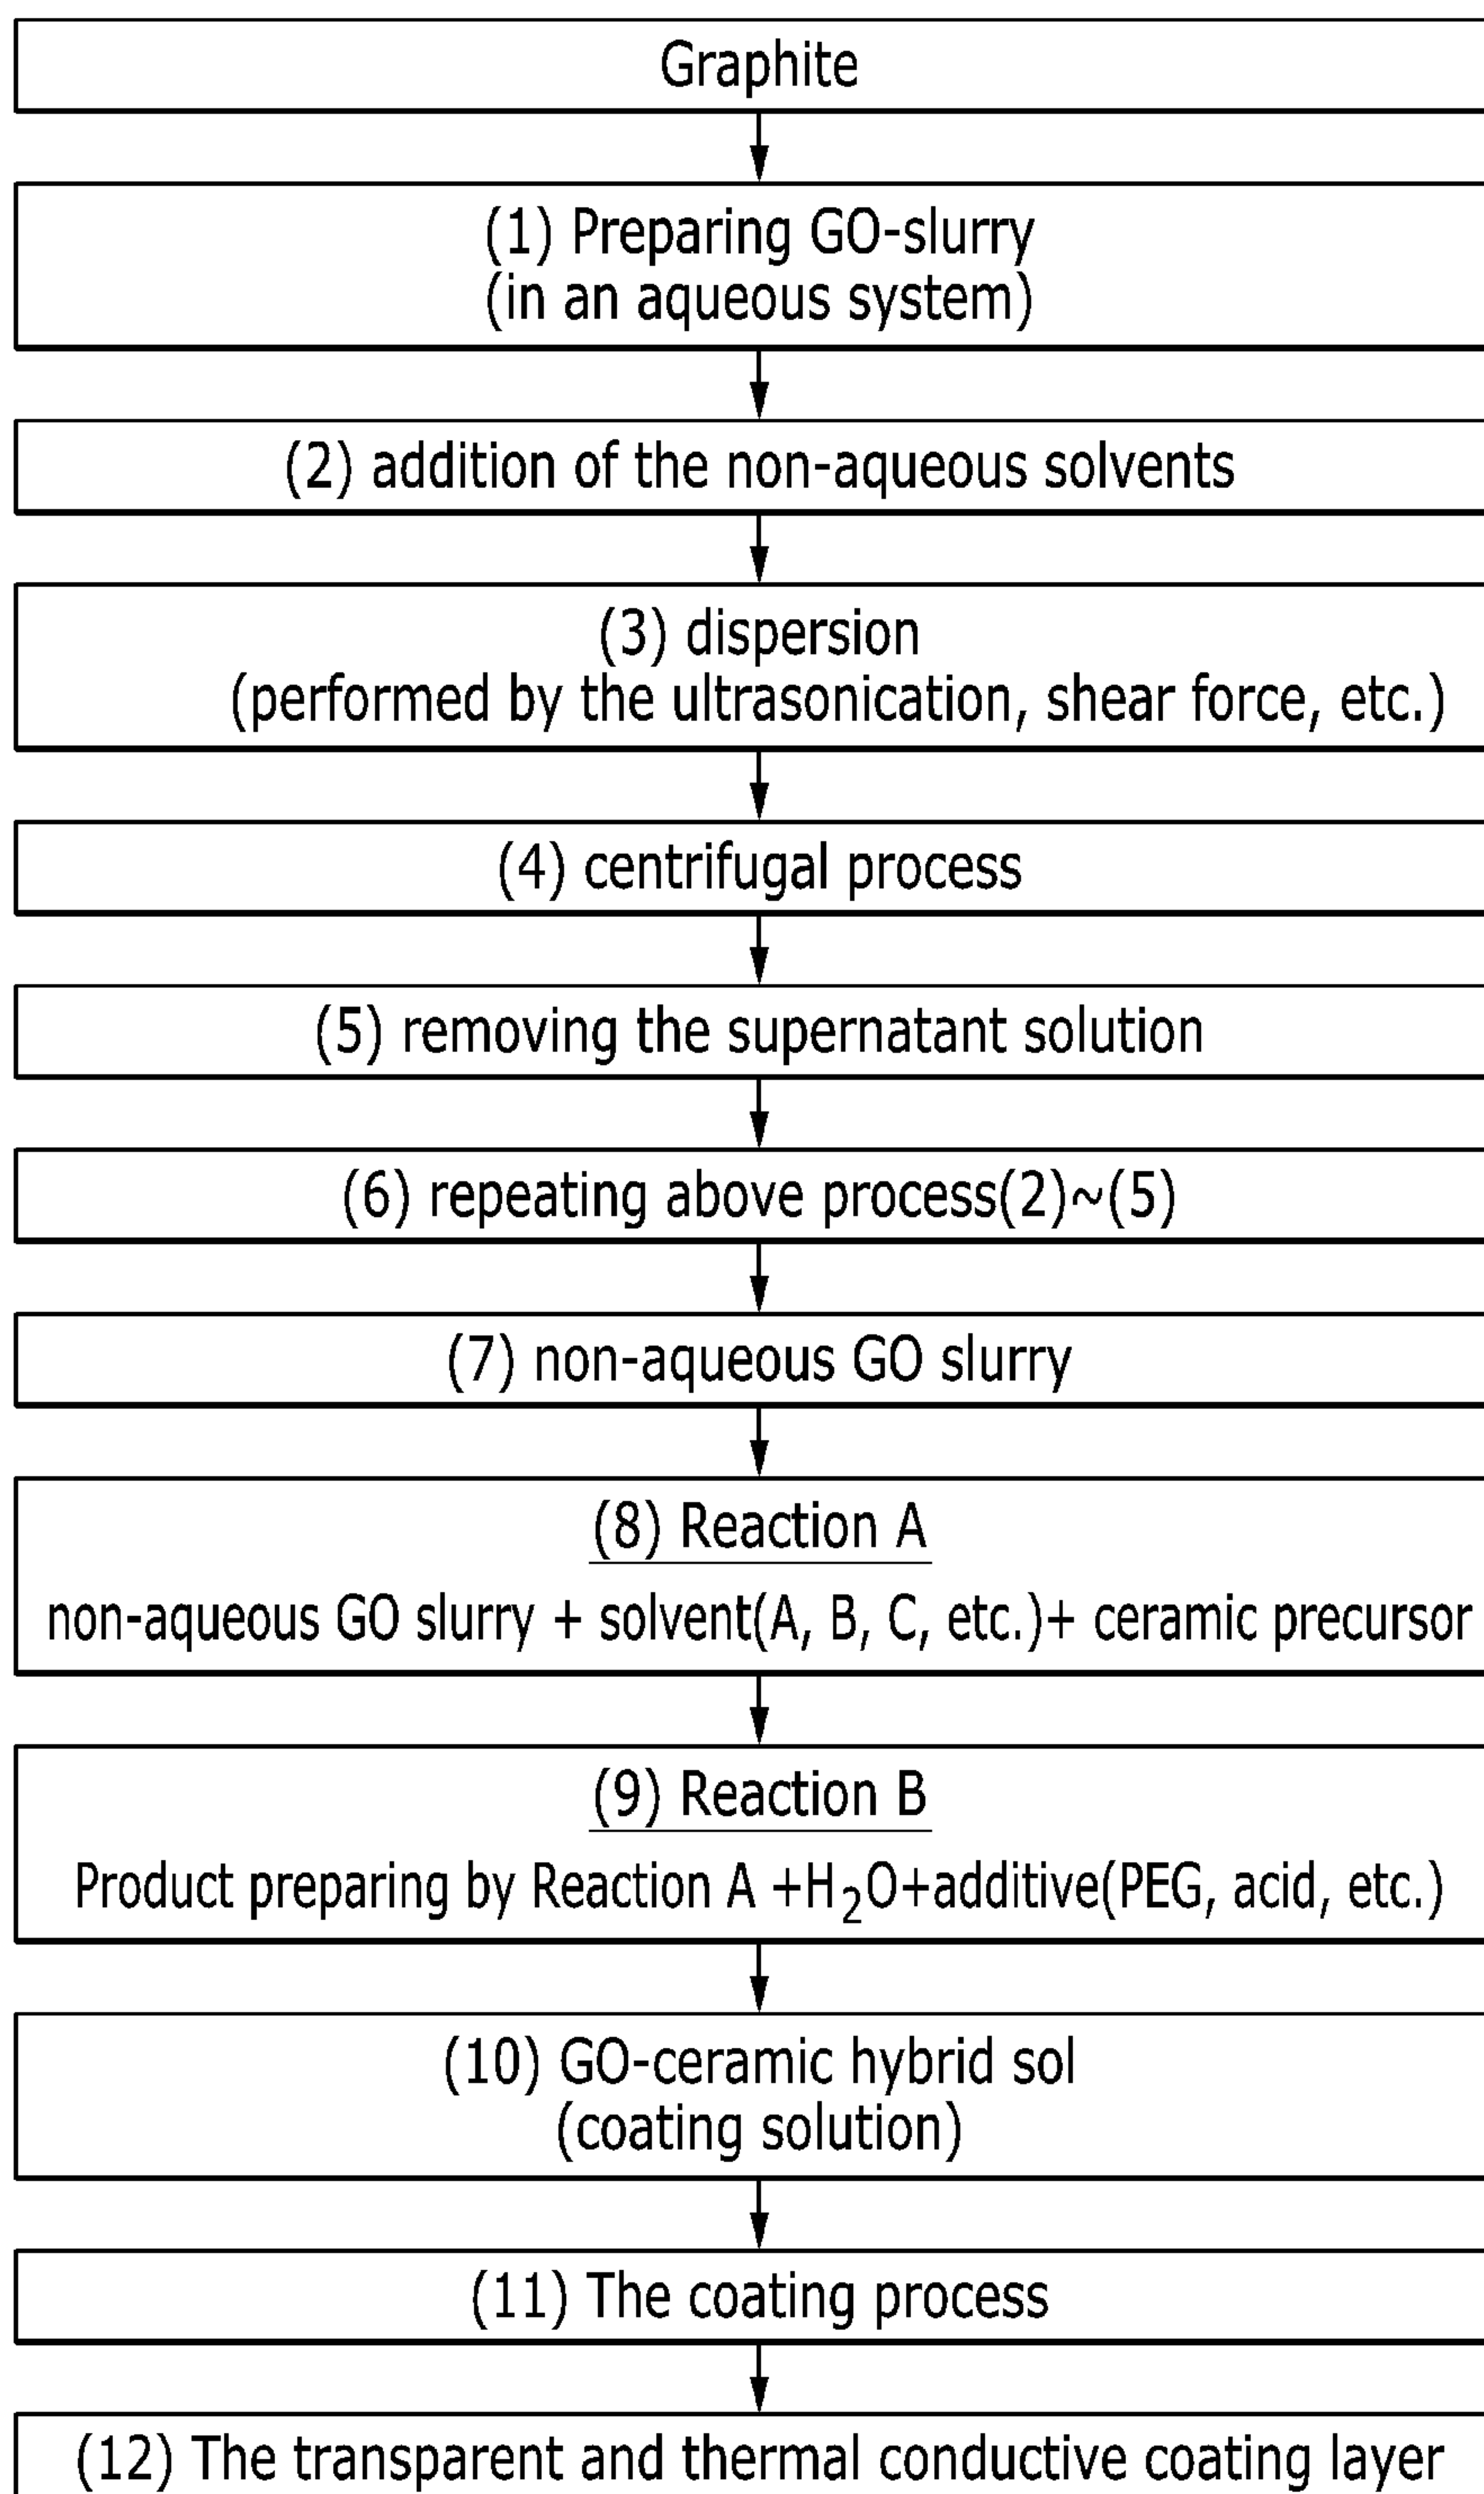 Graphite
(1) Preparing GO-slurry
(in an aqueous system)
(2) addition of the non-aqueous solvents
(3) dispersion
(performed by the ultrasonication, shear force, etc.)
(4) centrifugal process
(5) removing the supernatant solution
(6) repeating above process(2)~(5)
(7) non-aqueous GO slurry
(8) Reaction A
non-aqueous GO slurry + solvent(A, B, C, etc.)+ ceramic precursor
(9) Reaction B
Product preparing by Reaction A +H₂O+additive(PEG, acid, etc.)
(10) GO-ceramic hybrid sol
(coating solution)
(11) The coating process
(12) The transparent and thermal conductive coating layer